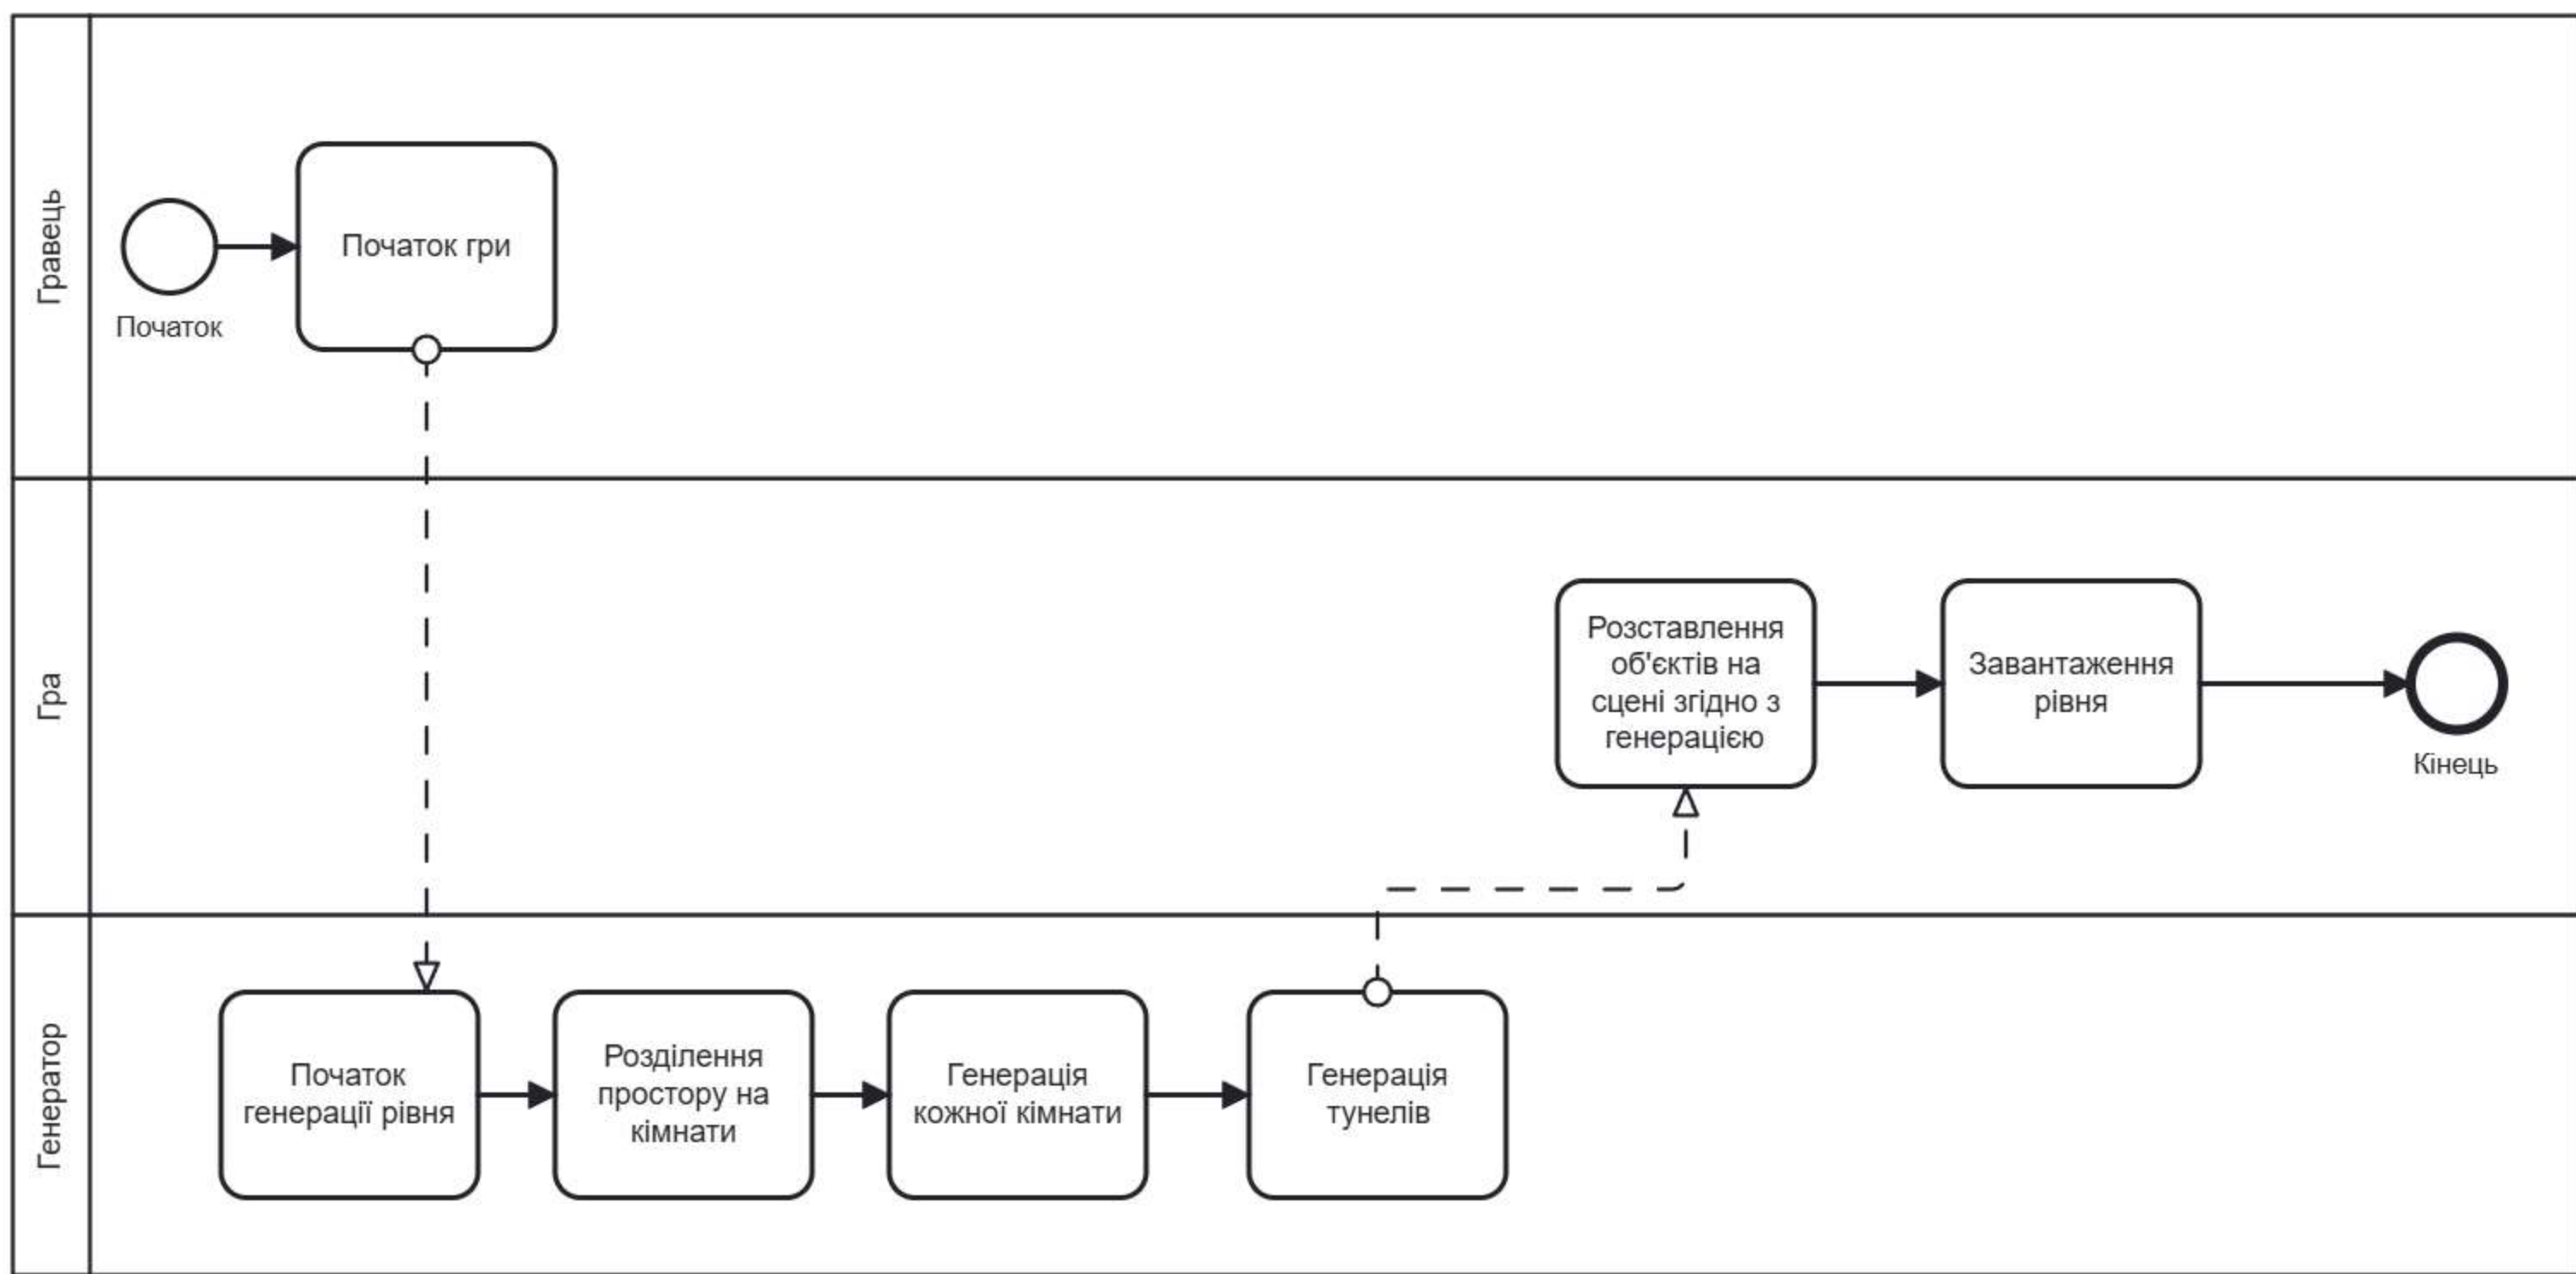 Гравець
Початок
Початок гри
Гра
Розставлення
об'єктів на
сцені згідно з
генерацією
Завантаження
рівня
Кінець
Генератор
Початок
генерації рівня
Розділення
простору на
кімнати
Генерація
кожної кімнати
Генерація
тунелів